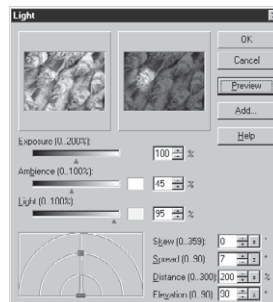 Light
OK
Cancel
Preview
Add...
Help
Exposure (0..200%)
100 %
Ambience (0..100%):
45 %
Light (0..100%)
95 %
Skew (0..359): 0 °
Spread (0..90) 7 °
Distance (0..300): 200 %
Elevation (0..90) 90 °